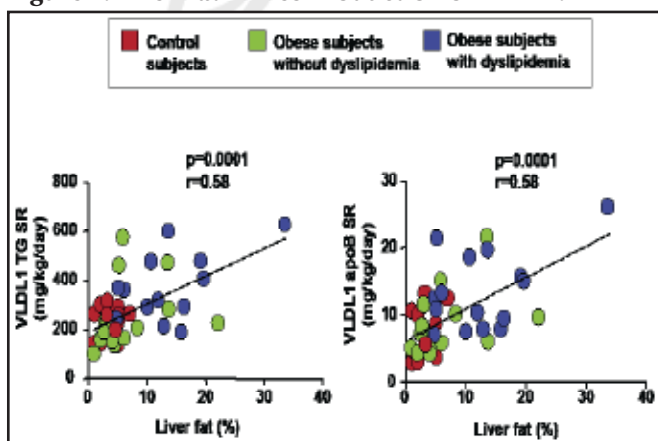 Control
subjects
Obese subjects
without dyslipidemia
Obese subjects
with dyslipidemia
p=0.0001
r=0.58
VLDL1 TG SR
(mg/kg/day)
800
600
400
200
0
0 10 20 30 40
Liver fat (%)
p=0.0001
r=0.58
VLDL1 apoB SR
(mg/kg/day)
30
20
10
0
0 10 20 30 40
Liver fat (%)